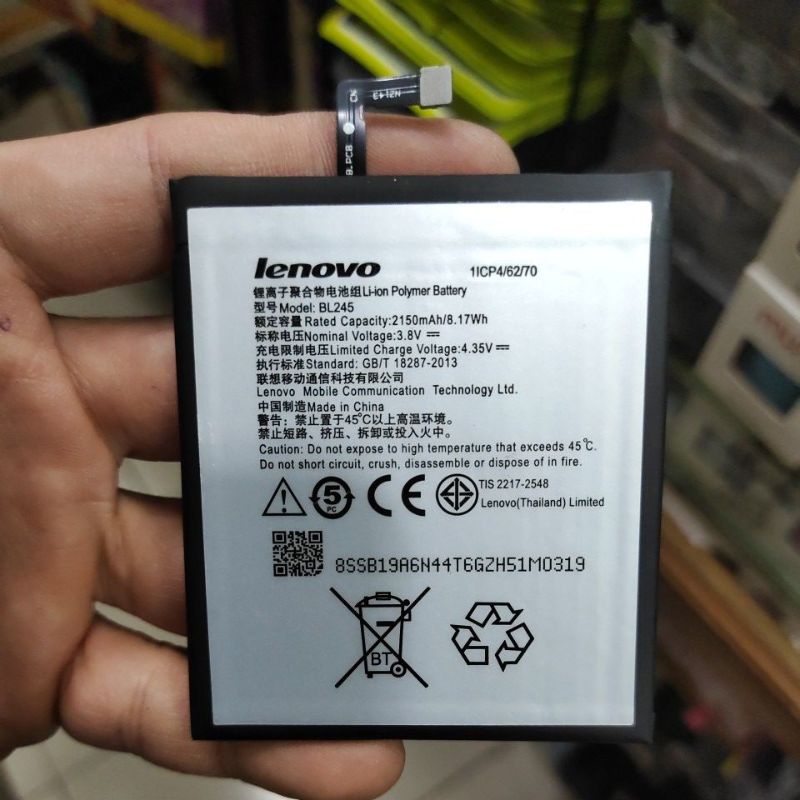 CN N2143
B.PCB
lenovo 1ICP4/62/70
锂离子聚合物电池组Li-ion Polymer Battery
型号Model: BL245
额定容量Rated Capacity:2150mAh/8.17Wh
标称电压Nominal Voltage:3.8V
充电限制电压Limited Charge Voltage:4.35V
执行标准Standard: GB/T 18287-2013
联想移动通信科技有限公司
Lenovo Mobile Communication Technology Ltd.
中国制造Made in China
警告: 禁止置于45℃以上高温环境。
禁止短路、挤压、拆卸或投入火中。
Caution: Do not expose to high temperature that exceeds 45℃.
Do not short circuit, crush, disassemble or dispose of in fire.
5 PC CE TIS 2217-2548
Lenovo(Thailand) Limited
8SSB19A6N44T6GZH51M0319
BT